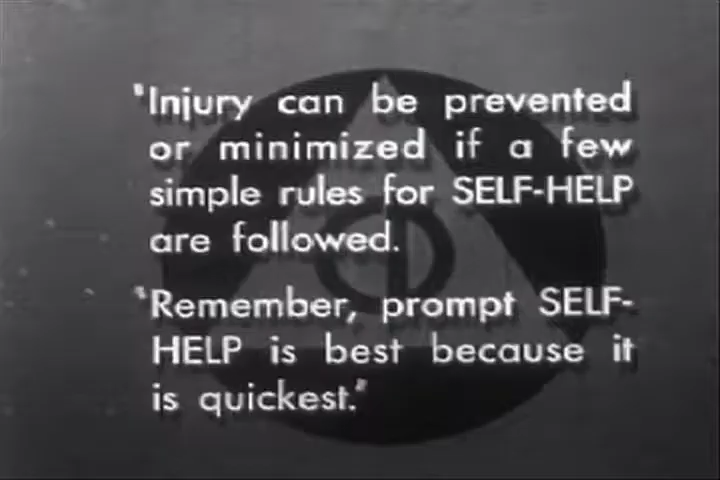 "Injury can be prevented
or minimized if a few
simple rules for SELF-HELP
are followed.
"Remember, prompt SELF-
HELP is best because it
is quickest."
CD